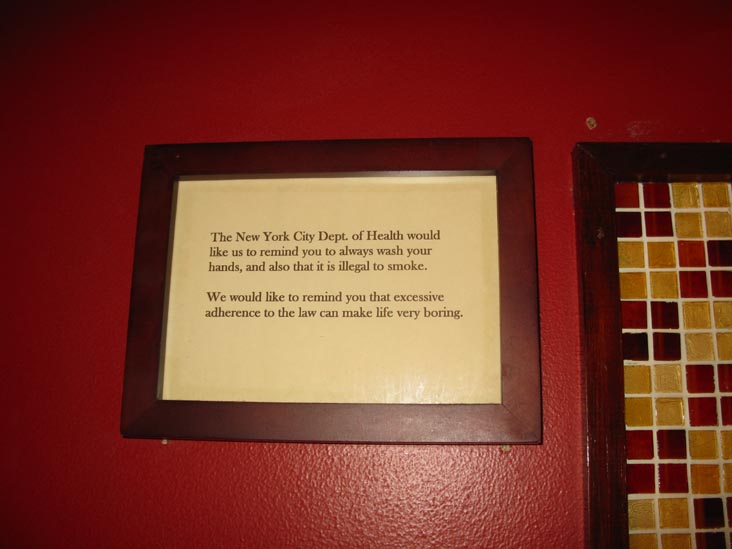 The New York City Dept. of Health would
like us to remind you to always wash your
hands, and also that it is illegal to smoke.
We would like to remind you that excessive
adherence to the law can make life very boring.